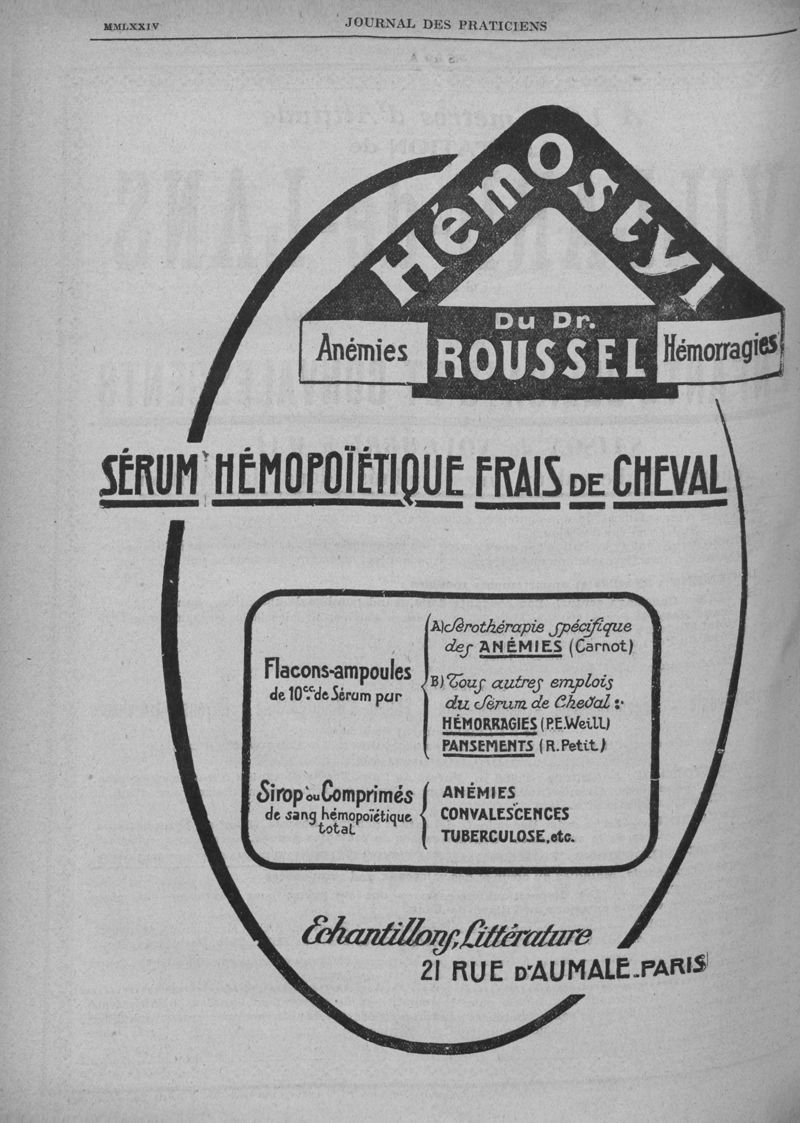 MMLXXIV
JOURNAL DES PRATICIENS
Hémostyl
Du Dr.
Anémies
ROUSSEL
Hémorragies
SÉRUM HÉMOPOÏÉTIQUE FRAIS DE CHEVAL
Flacons-ampoules
de 10cc. de Sérum pur
A) Sérothérapie spécifique
des ANÉMIES (Carnot)
B) Tous autres emplois
du Sérum de Cheval :
HÉMORRAGIES (P.E.Weill)
PANSEMENTS (R.Petit)
Sirop ou Comprimés
de sang hémopoïétique
total
ANÉMIES
CONVALESCENCES
TUBERCULOSE, etc.
Echantillons, Littérature
21 RUE D'AUMALE-PARIS